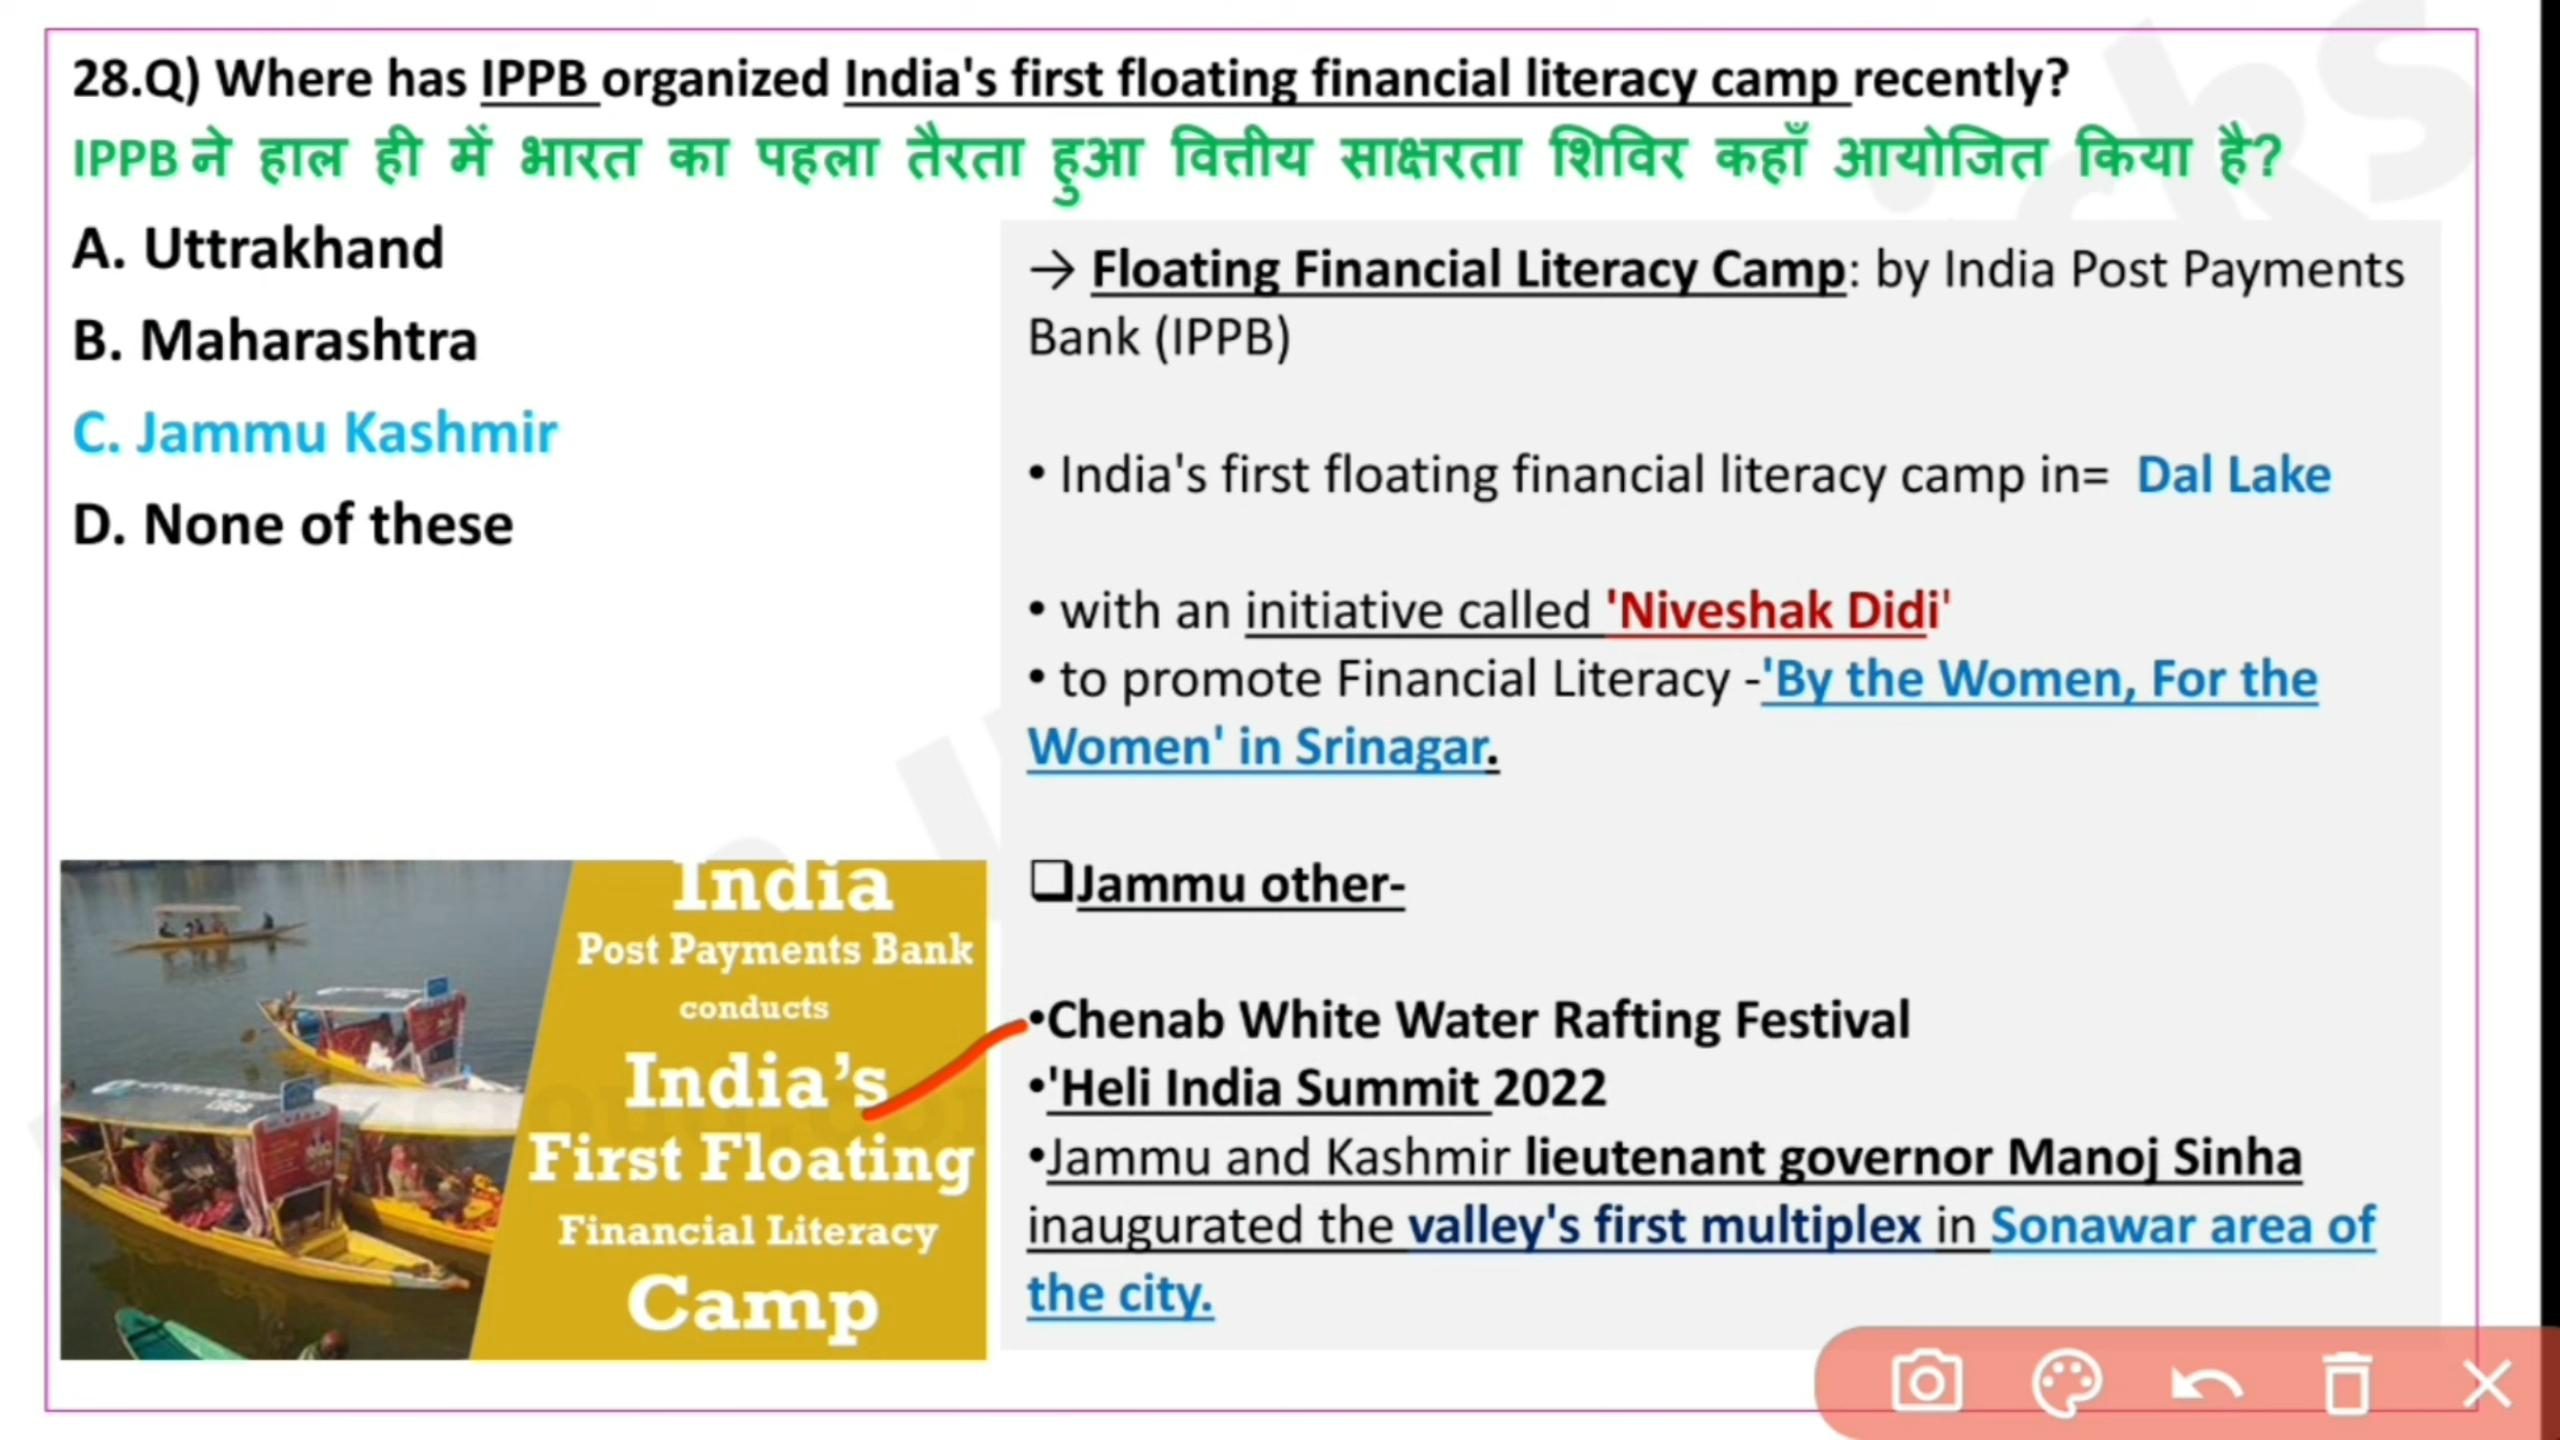 28.Q) Where has IPPB organized India's first floating financial literacy camp recently?
IPPB ने हाल ही में भारत का पहला तैरता हुआ वित्तीय साक्षरता शिविर कहाँ आयोजित किया है?
A. Uttrakhand
B. Maharashtra
C. Jammu Kashmir
D. None of these
→ Floating Financial Literacy Camp: by India Post Payments
Bank (IPPB)
• India's first floating financial literacy camp in= Dal Lake
• with an initiative called 'Niveshak Didi'
• to promote Financial Literacy -'By the Women, For the
Women' in Srinagar.
❑Jammu other-
•Chenab White Water Rafting Festival
•'Heli India Summit 2022
•Jammu and Kashmir lieutenant governor Manoj Sinha
inaugurated the valley's first multiplex in Sonawar area of
the city.
India
Post Payments Bank
conducts
India's
First Floating
Financial Literacy
Camp